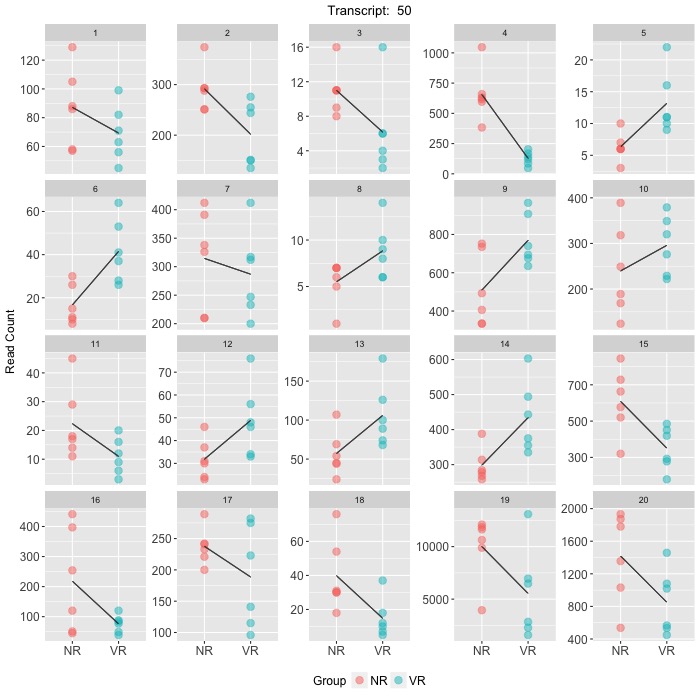 Transcript: 50
1 2 3 4 5
120 100 80 60
300 200
16 12 8 4
1000 750 500 250 0
20 15 10 5
6 7 8 9 10
60 40 20
400 350 300 250 200
10 5
800 600 400
400 300 200
Read Count
11 12 13 14 15
40 30 20 10
70 60 50 40 30
150 100 50
600 500 400 300
700 500 300
16 17 18 19 20
400 300 200 100
250 200 150 100
60 40 20
10000 5000
2000 1600 1200 800 400
NR VR NR VR NR VR NR VR NR VR
Group NR VR